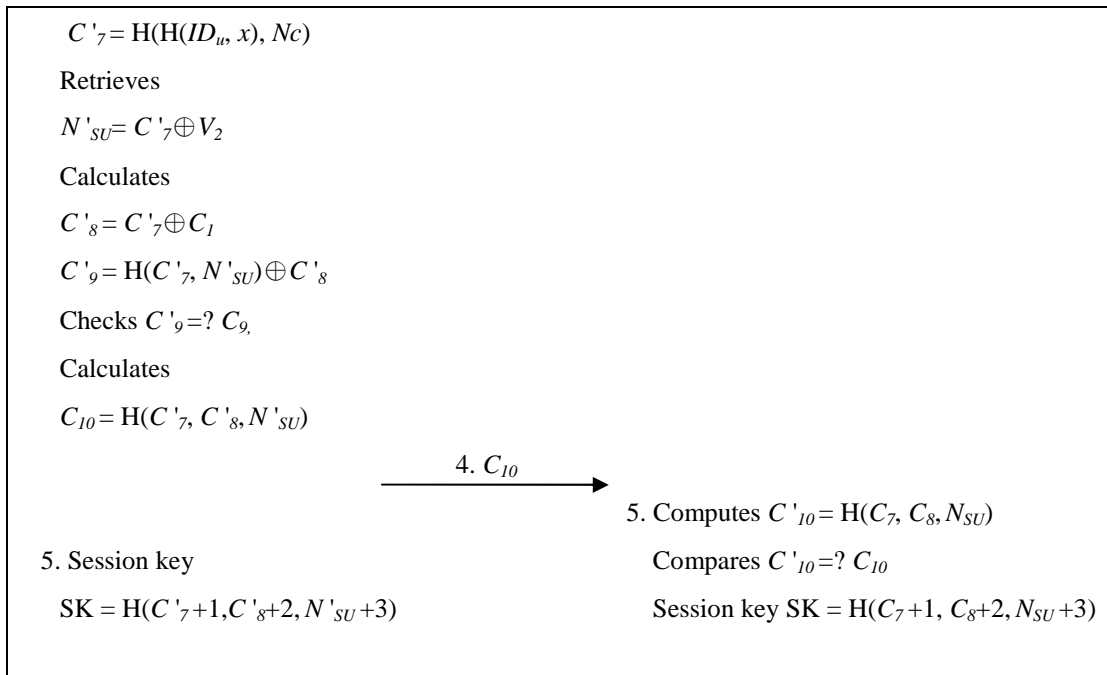 C '7 = H(H(IDu, x), Nc)
Retrieves
N 'SU= C '7⊕V2
Calculates
C '8 = C '7⊕C1
C '9 = H(C '7, N 'SU)⊕C '8
Checks C '9 =? C9,
Calculates
C10 = H(C '7, C '8, N 'SU)
4. C10
5. Computes C '10 = H(C7, C8, NSU)
5. Session key
Compares C '10 =? C10
SK = H(C '7+1,C '8+2, N 'SU +3)
Session key SK = H(C7 +1, C8+2, NSU +3)